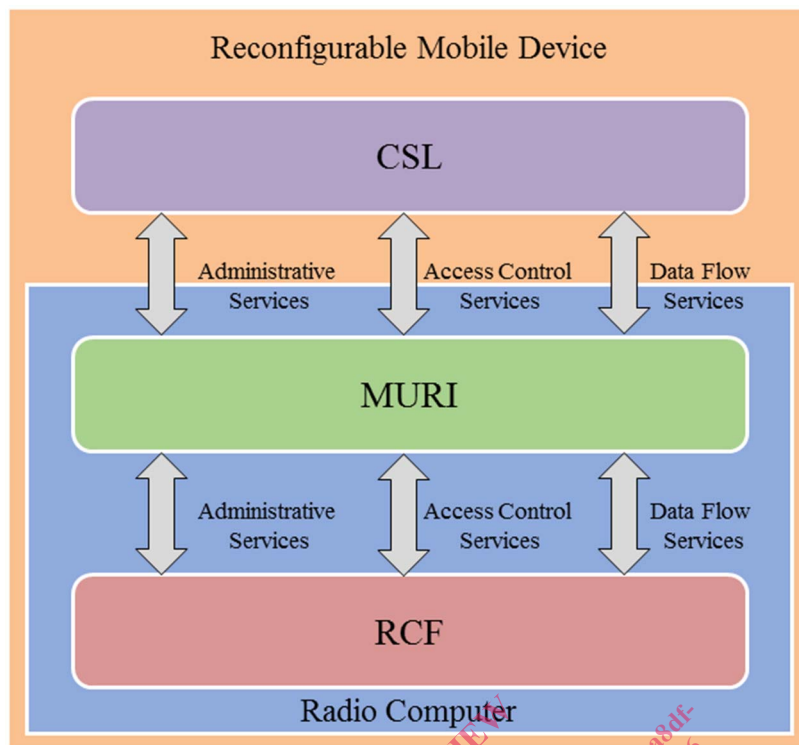 Reconfigurable Mobile Device
CSL
Administrative Services
Access Control Services
Data Flow Services
MURI
Administrative Services
Access Control Services
Data Flow Services
RCF
Radio Computer